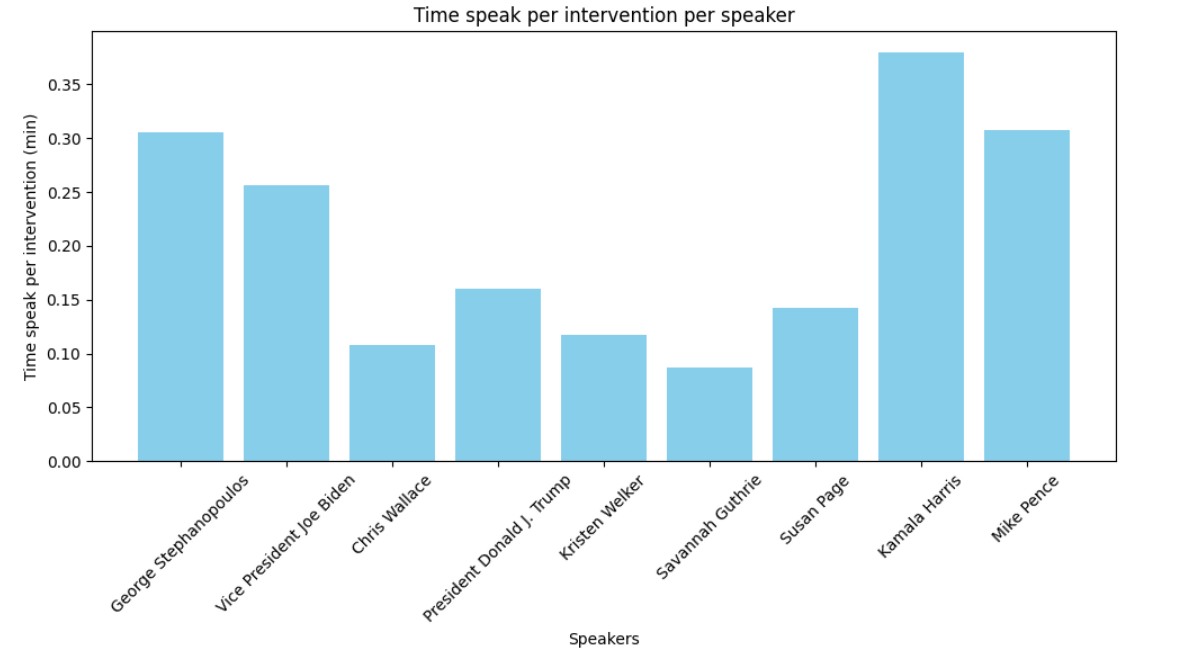 Time speak per intervention per speaker
Time speak per intervention (min)
0.35
0.30
0.25
0.20
0.15
0.10
0.05
0.00
George Stephanopoulos
Vice President Joe Biden
Chris Wallace
President Donald J. Trump
Kristen Welker
Savannah Guthrie
Susan Page
Kamala Harris
Mike Pence
Speakers